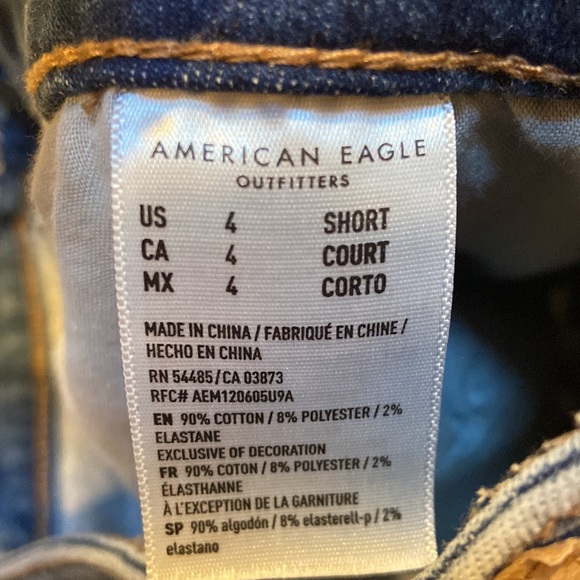 AMERICAN EAGLE
OUTFITTERS
US 4 SHORT
CA 4 COURT
MX 4 CORTO
MADE IN CHINA / FABRIQUÉ EN CHINE /
HECHO EN CHINA
RN 54485/CA 03873
RFC# AEM120605U9A
EN 90% COTTON / 8% POLYESTER / 2%
ELASTANE
EXCLUSIVE OF DECORATION
FR 90% COTON / 8% POLYESTER / 2%
ÉLASTHANNE
À L'EXCEPTION DE LA GARNITURE
SP 90% algodón / 8% elasterell-p / 2%
elastano